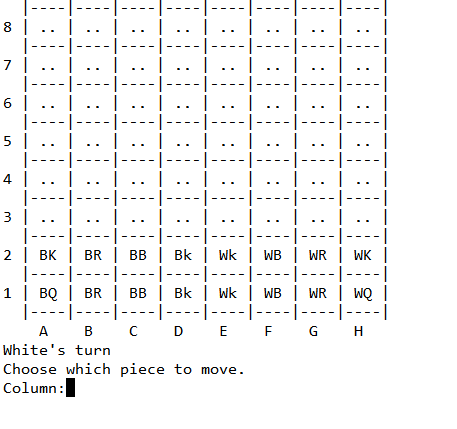 |----|----|----|----|----|----|----|----|
8 | .. | .. | .. | .. | .. | .. | .. | .. |
|----|----|----|----|----|----|----|----|
7 | .. | .. | .. | .. | .. | .. | .. | .. |
|----|----|----|----|----|----|----|----|
6 | .. | .. | .. | .. | .. | .. | .. | .. |
|----|----|----|----|----|----|----|----|
5 | .. | .. | .. | .. | .. | .. | .. | .. |
|----|----|----|----|----|----|----|----|
4 | .. | .. | .. | .. | .. | .. | .. | .. |
|----|----|----|----|----|----|----|----|
3 | .. | .. | .. | .. | .. | .. | .. | .. |
|----|----|----|----|----|----|----|----|
2 | BK | BR | BB | Bk | Wk | WB | WR | WK |
|----|----|----|----|----|----|----|----|
1 | BQ | BR | BB | Bk | Wk | WB | WR | WQ |
|----|----|----|----|----|----|----|----|
A B C D E F G H
White's turn
Choose which piece to move.
Column: